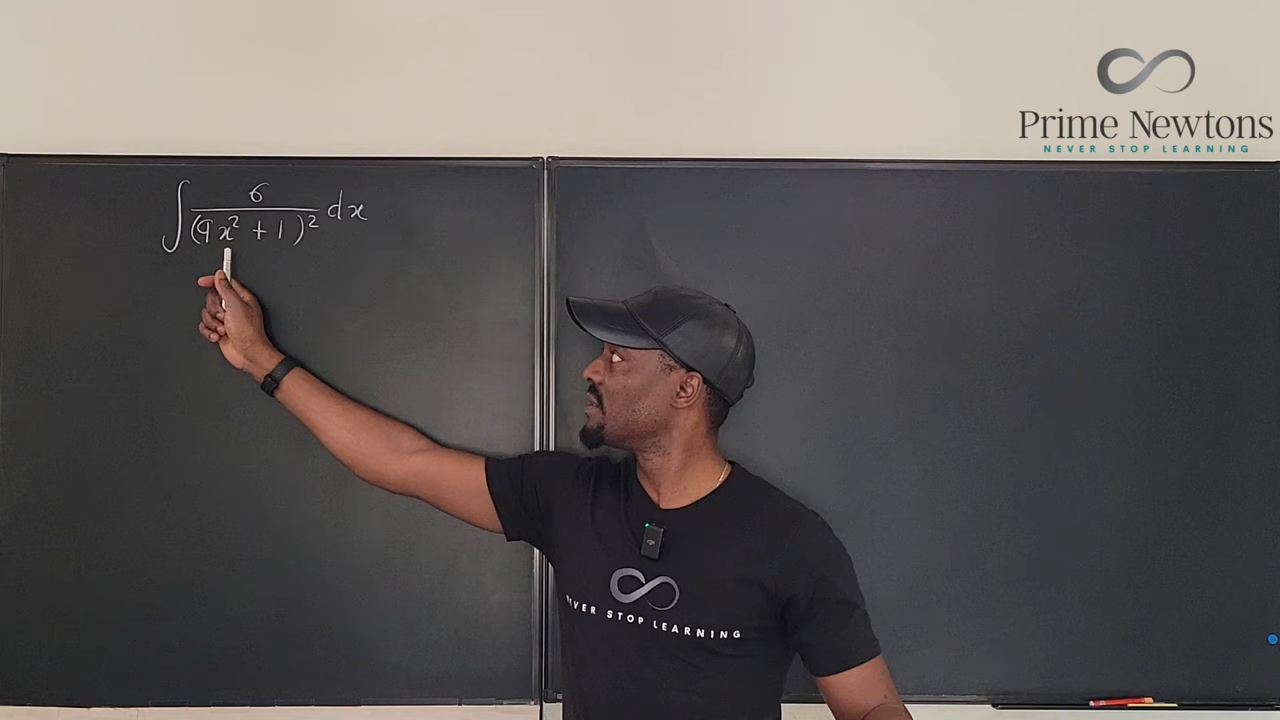 Prime Newtons
NEVER STOP LEARNING
∫ 6/(9x² + 1)² dx
NEVER STOP LEARNING